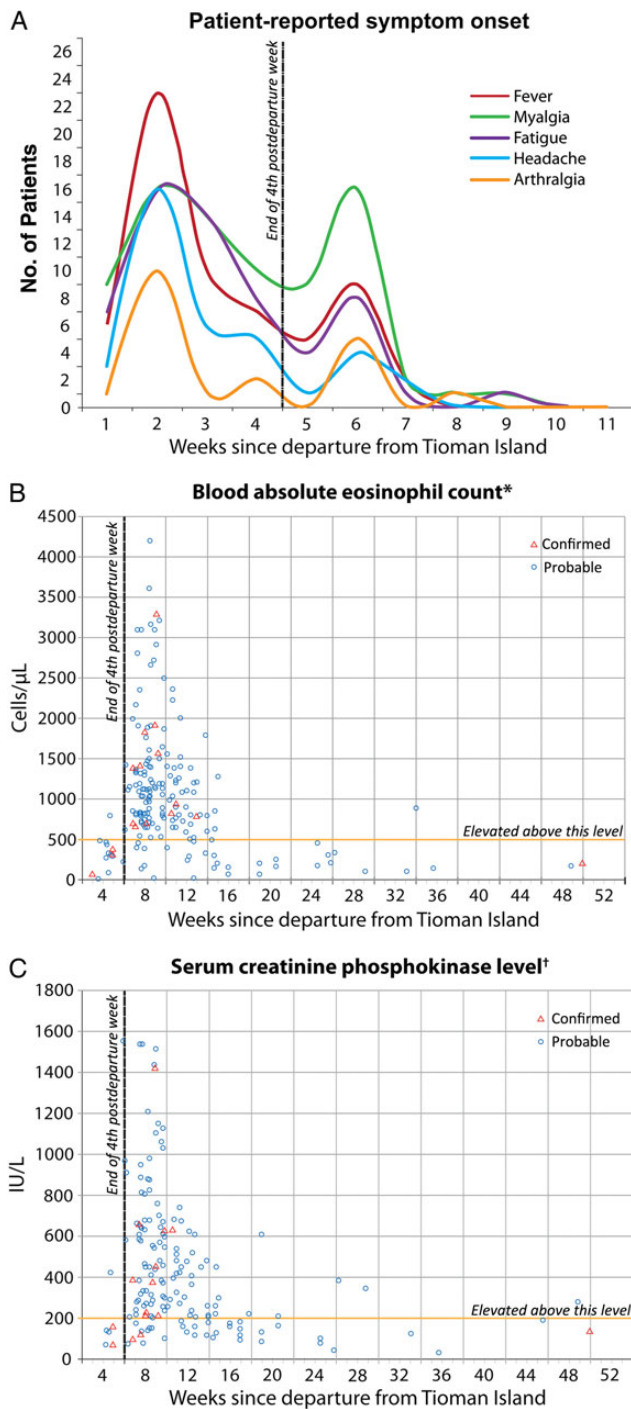 A
Patient-reported symptom onset
26
24
22
20
18
16
14
12
10
8
6
4
2
0
No. of Patients
End of 4th postdeparture week
Fever
Myalgia
Fatigue
Headache
Arthralgia
1 2 3 4 5 6 7 8 9 10 11
Weeks since departure from Tioman Island
B
Blood absolute eosinophil count*
4500
4000
3500
3000
2500
2000
1500
1000
500
0
Cells/µL
End of 4th postdeparture week
Confirmed
Probable
Elevated above this level
4 8 12 16 20 24 28 32 36 40 44 48 52
Weeks since departure from Tioman Island
C
Serum creatinine phosphokinase level†
1800
1600
1400
1200
1000
800
600
400
200
0
IU/L
End of 4th postdeparture week
Confirmed
Probable
Elevated above this level
4 8 12 16 20 24 28 32 36 40 44 48 52
Weeks since departure from Tioman Island